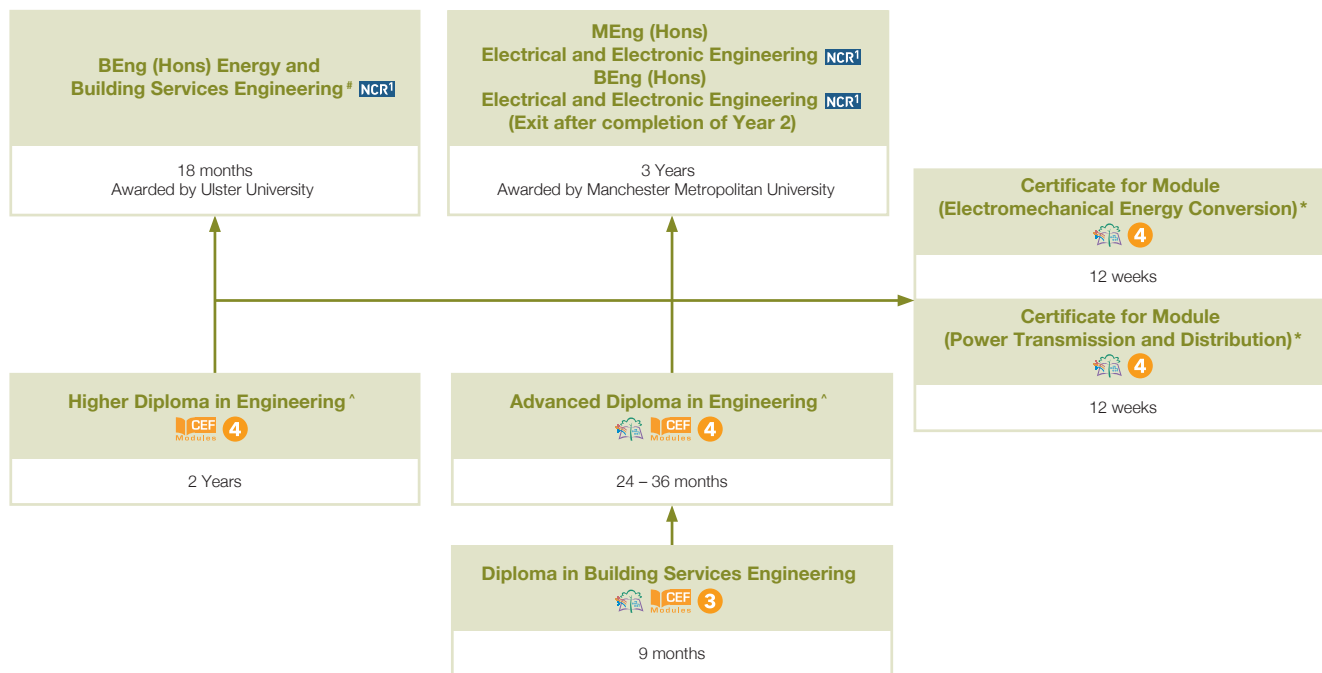 BEng (Hons) Energy and
Building Services Engineering # NCR1
18 months
Awarded by Ulster University
MEng (Hons)
Electrical and Electronic Engineering NCR1
BEng (Hons)
Electrical and Electronic Engineering NCR1
(Exit after completion of Year 2)
3 Years
Awarded by Manchester Metropolitan University
Certificate for Module
(Electromechanical Energy Conversion)*
4
12 weeks
Certificate for Module
(Power Transmission and Distribution)*
4
12 weeks
Higher Diploma in Engineering ^
CEF Modules 4
2 Years
Advanced Diploma in Engineering ^
CEF Modules 4
24 – 36 months
Diploma in Building Services Engineering
CEF Modules 3
9 months